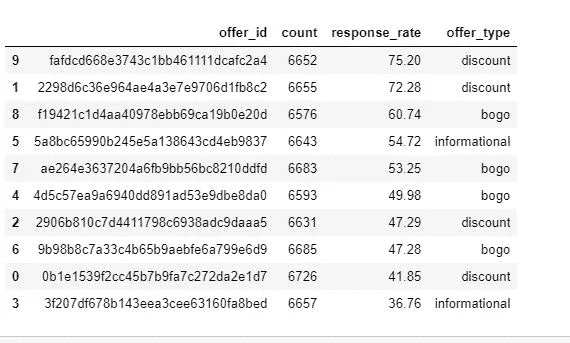 offer_id count response_rate offer_type
9 fafdcd668e3743c1bb461111dcafc2a4 6652 75.20 discount
1 2298d6c36e964ae4a3e7e9706d1fb8c2 6655 72.28 discount
8 f19421c1d4aa40978ebb69ca19b0e20d 6576 60.74 bogo
5 5a8bc65990b245e5a138643cd4eb9837 6643 54.72 informational
7 ae264e3637204a6fb9bb56bc8210ddfd 6683 53.25 bogo
4 4d5c57ea9a6940dd891ad53e9dbe8da0 6593 49.98 bogo
2 2906b810c7d4411798c6938adc9daaa5 6631 47.29 discount
6 9b98b8c7a33c4b65b9aebfe6a799e6d9 6685 47.28 bogo
0 0b1e1539f2cc45b7b9fa7c272da2e1d7 6726 41.85 discount
3 3f207df678b143eea3cee63160fa8bed 6657 36.76 informational